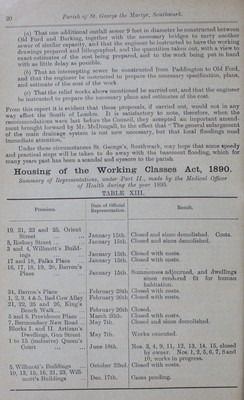 20 Parish of St. George the Martyr, Southwark.
(a) That one additional outfall sewer 9 feet in diameter be constructed between
Old Ford and Barking, together with the necessary bridges to carry another
sewer of similar capacity, and that the engineer be instructed to have the working
drawings prepared and lithographed, and the quantities taken out, with a view to
exact estimates of the cost being prepared, and to the work being put in hand
with as little delay as possible.
(b) That an intercepting sewer be constructed from Paddington to Old Ford,
and that the engineer be instructed to prepare the necessary specification, plans,
and estimate of the cost of the work.
(c) That the relief works above mentioned be carried out, and that the engineer
be instructed to prepare the necessary plans and estimates of the cost.
From this report it is evident that these proposals, if carried out, would not in any
way affect the South of London. It is satisfactory to note, therefore, when the
recommendations were last before the Council, they accepted an important amend-
ment brought forward by Mr. McDougall, to the effect that "The general enlargement
of the main drainage system is not now necessary, but that local floodings need
immediate attention."
Under these circumstances St. George's, Southwark, may hope that some speedy
and practical steps will be taken to do away with the basement flooding, which for
many years past has been a scandal and eyesore to the parish.
Housing of the Working Classes Act, 1890.
Summary of Representations, under Part II., made by the Medical Officer
of Health during the year 1895.
TABLE XIII.
Premises. Date of Official Representation. Result.
19, 21, 23 and 25, Orient
Street ... January 15th. Closed and since demolished. Costs.
5, Rodney Street ... January 15th. Closed and since demolished.
3 and 4, Willmott's Build-
ings ... January 15th. Closed with costs.
17 and 18, Falka Place ... January 15th. Closed with costs.
16, 17, 18, 19, 20, Barron's
Place ... January 15th. Summonses adjourned, and dwellings
since rendered fit for human
habitation.
34, Barron's Place ... February 26th. Closed with costs.
1, 2, 3, 4 & 5, Red Cow Alley February 26th. Closed with costs.
21, 22, 25 and 26, King's
Bench Walk ... February 26th. Closed.
5 and 6, Providence Place ... March 26th. Closed with costs.
7, Bermondsey New Road ... May 7th. Closed and since demolished.
Blocks I. and II. Artizan's
Dwellings, Gun Street May 7th. Works executed.
1 to 15 (inclusive) Queen's
Court ... June 18th. Nos. 3, 4, 9, 11, 12, 13, 14, 15, closed
by owner. Nos. 1, 2, 5, 6, 7, 8 and
10, works in progress.
5, Willmott's Buildings ... October 22nd. Closed with costs.
10, 12, 15, 16, 21, 23, Will-
mott's Buildings Dec. 17th. Cases pending.